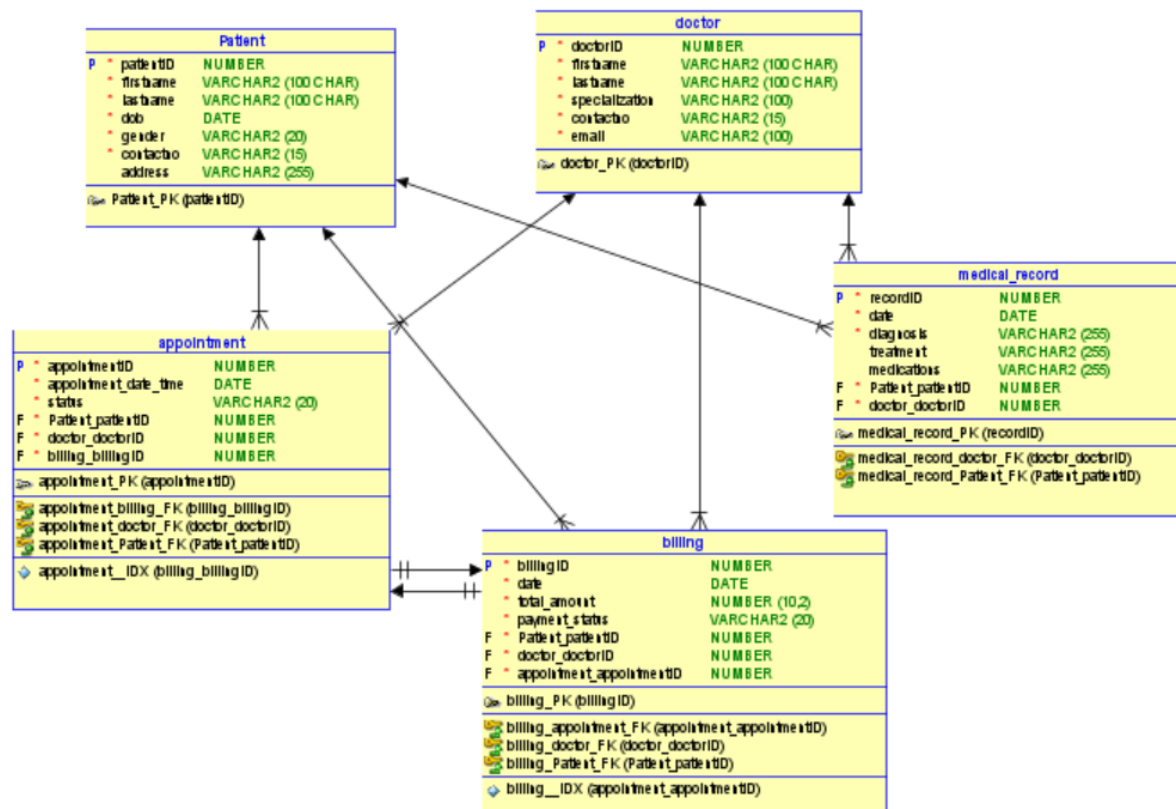 Patient
P * patientID NUMBER
* firstname VARCHAR2 (100 CHAR)
* lastname VARCHAR2 (100 CHAR)
* dob DATE
* gender VARCHAR2 (20)
* contactno VARCHAR2 (15)
address VARCHAR2 (255)
Patient_PK (patientID)
doctor
P * doctorID NUMBER
* firstname VARCHAR2 (100 CHAR)
* lastname VARCHAR2 (100 CHAR)
* specialization VARCHAR2 (100)
* contactno VARCHAR2 (15)
* email VARCHAR2 (100)
doctor_PK (doctorID)
medical_record
P * recordID NUMBER
* date DATE
* diagnosis VARCHAR2 (255)
treatment VARCHAR2 (255)
medications VARCHAR2 (255)
F * Patient_patientID NUMBER
F * doctor_doctorID NUMBER
medical_record_PK (recordID)
medical_record_doctor_FK (doctor_doctorID)
medical_record_Patient_FK (Patient_patientID)
appointment
P * appointmentID NUMBER
* appointment_date_time DATE
* status VARCHAR2 (20)
F * Patient_patientID NUMBER
F * doctor_doctorID NUMBER
F * billing_billingID NUMBER
appointment_PK (appointmentID)
appointment_billing_FK (billing_billingID)
appointment_doctor_FK (doctor_doctorID)
appointment_Patient_FK (Patient_patientID)
appointment__IDX (billing_billingID)
billing
P * billingID NUMBER
* date DATE
* total_amount NUMBER (10,2)
* payment_status VARCHAR2 (20)
F * Patient_patientID NUMBER
F * doctor_doctorID NUMBER
F * appointment_appointmentID NUMBER
billing_PK (billingID)
billing_appointment_FK (appointment_appointmentID)
billing_doctor_FK (doctor_doctorID)
billing_Patient_FK (Patient_patientID)
billing__IDX (appointment_appointmentID)